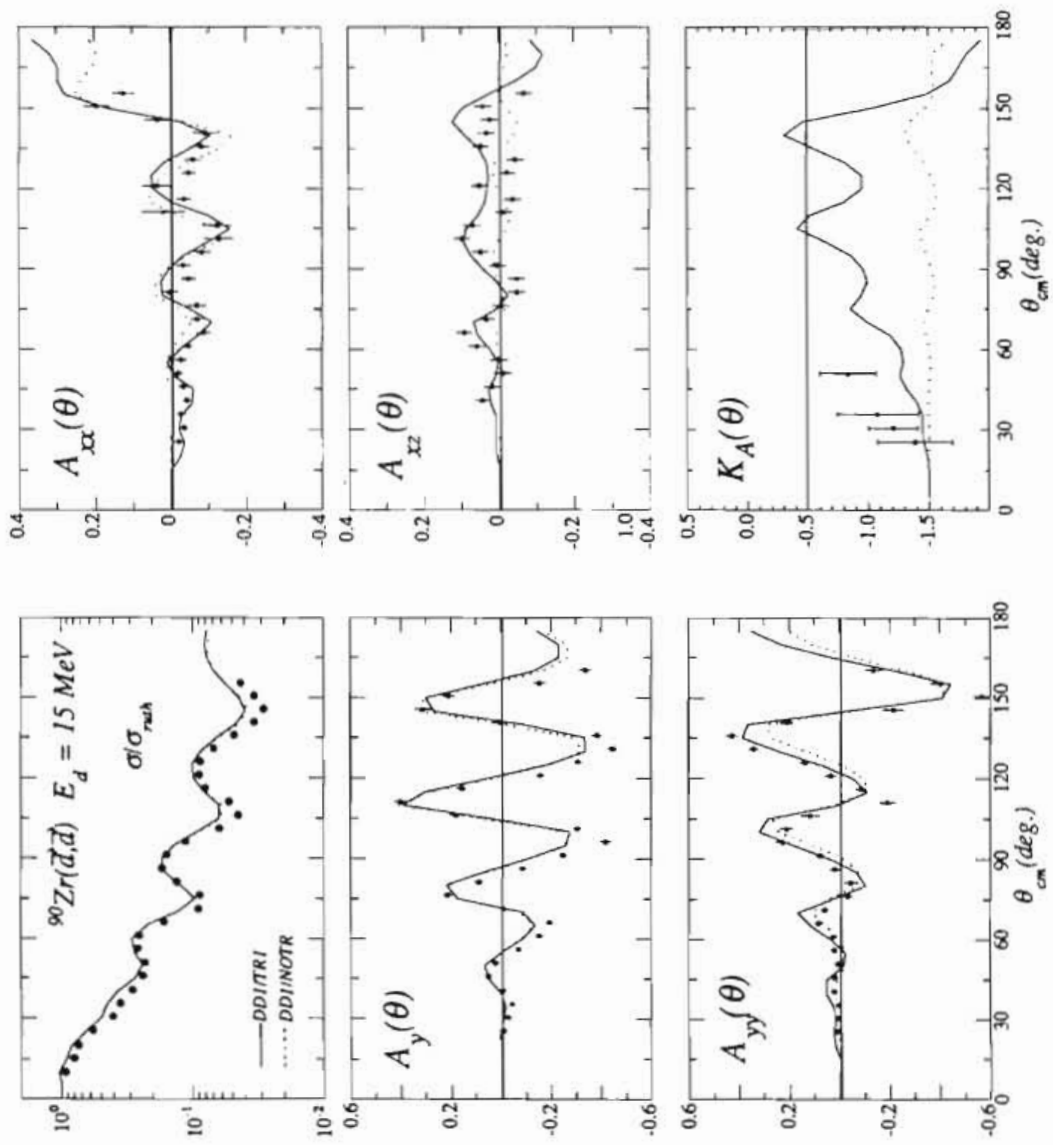 ⁹⁰Zr(d⃗,d⃗) E_d = 15 MeV
σ/σ_ruth
10⁰
10⁻¹
10⁻²
DD1/TR1
DD1/NOTR
A_xx(θ)
0.4
0.2
0
-0.2
-0.4
A_y(θ)
0.6
0.2
-0.2
-0.6
A_xz(θ)
0.4
0.2
0
-0.2
1.0
-0.4
A_yy(θ)
0.6
0.2
-0.2
-0.6
0 30 60 90 120 150 180
θ_cm(deg.)
K_A(θ)
0.5
0.0
-0.5
-1.0
-1.5
0 30 60 90 120 150 180
θ_cm(deg.)